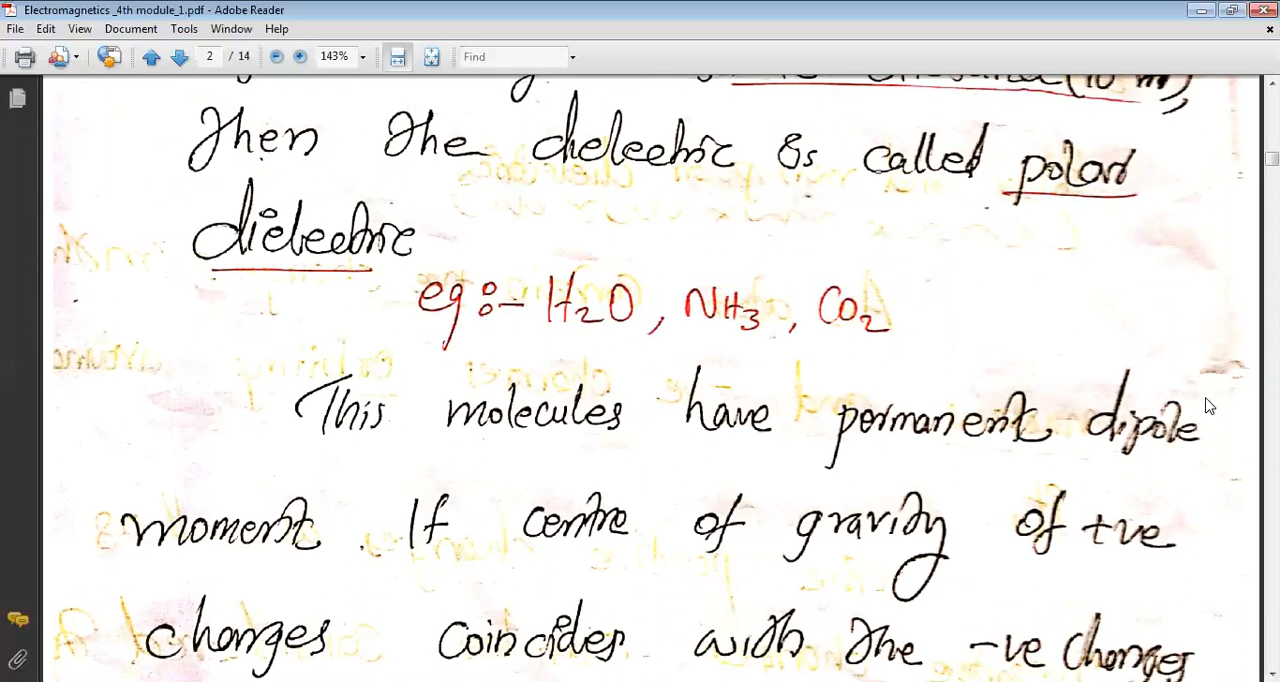 Electromagnetics_4th module_1.pdf - Adobe Reader
File Edit View Document Tools Window Help
2 / 14 143% Find
Then the dielectric is called polar
dielectric
eg :- H2O , NH3 , CO2
This molecules have permanent dipole
moment. If centre of gravity of +ve
charges coincides with the -ve charges